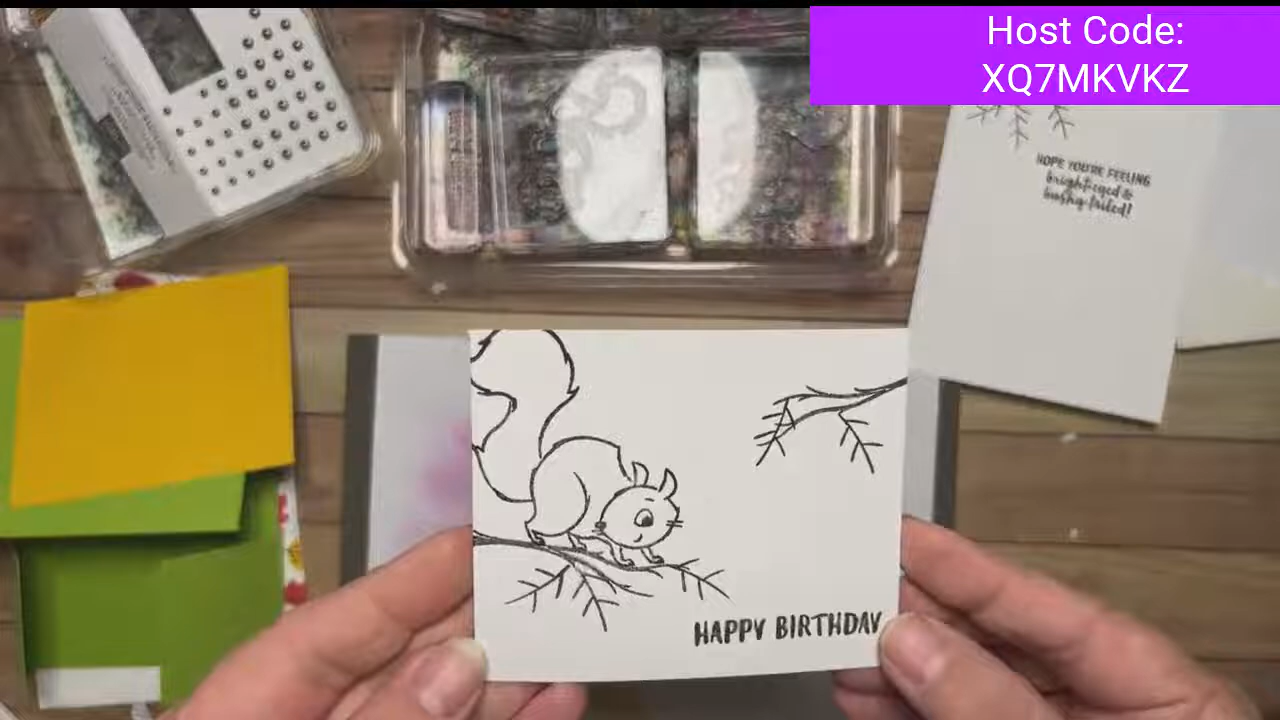 Host Code:
XQ7MKVKZ
HOPE YOU'RE FEELING
bright-eyed &
bushy-tailed!
HAPPY BIRTHDAY